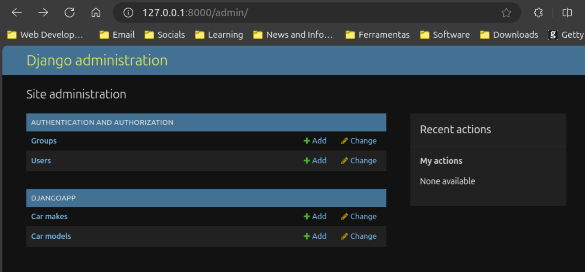 127.0.0.1:8000/admin/
Web Develop... Email Socials Learning News and Info... Ferramentas Software Downloads Getty
Django administration
Site administration
AUTHENTICATION AND AUTHORIZATION
Groups + Add Change
Users + Add Change
DJANGOAPP
Car makes + Add Change
Car models + Add Change
Recent actions
My actions
None available